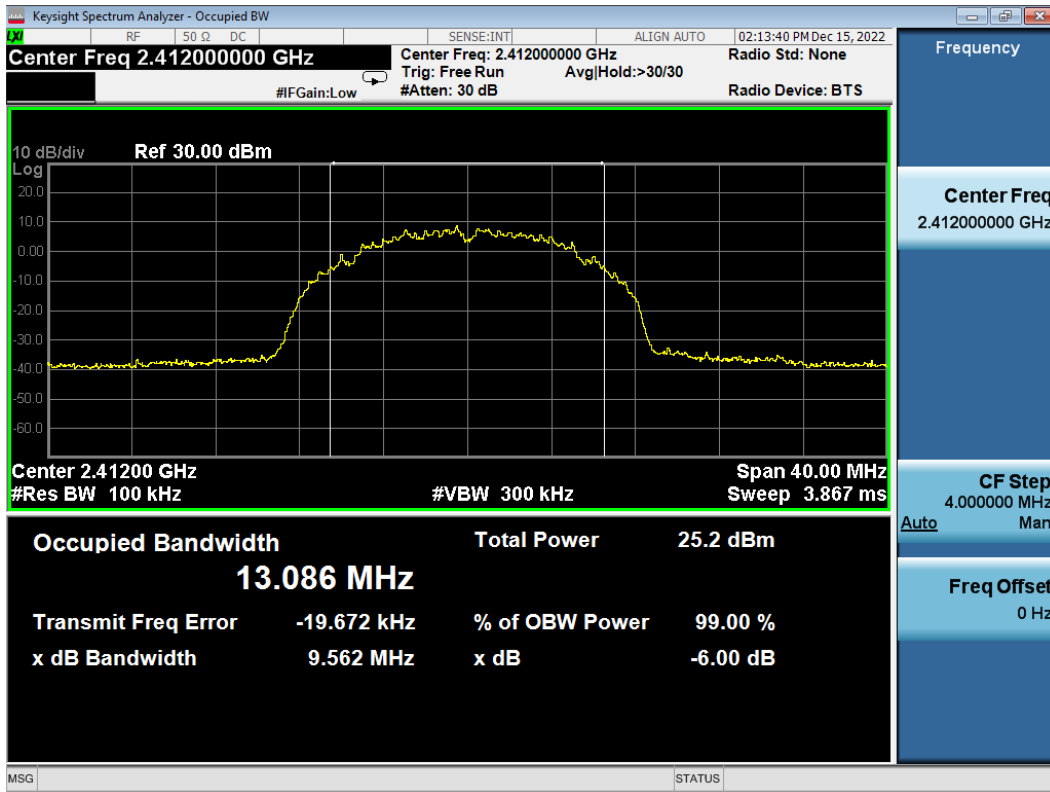 Keysight Spectrum Analyzer - Occupied BW
LXI RF 50 Ω DC SENSE:INT ALIGN AUTO 02:13:40 PM Dec 15, 2022
Center Freq 2.412000000 GHz
Center Freq: 2.412000000 GHz
Radio Std: None
Trig: Free Run Avg|Hold:>30/30
#IFGain:Low
#Atten: 30 dB
Radio Device: BTS
10 dB/div Ref 30.00 dBm
Log
20.0
10.0
0.00
-10.0
-20.0
-30.0
-40.0
-50.0
-60.0
Center 2.41200 GHz Span 40.00 MHz
#Res BW 100 kHz #VBW 300 kHz Sweep 3.867 ms
Occupied Bandwidth Total Power 25.2 dBm
13.086 MHz
Transmit Freq Error -19.672 kHz % of OBW Power 99.00 %
x dB Bandwidth 9.562 MHz x dB -6.00 dB
MSG STATUS
Frequency
Center Freq
2.412000000 GHz
CF Step
4.000000 MHz
Auto Man
Freq Offset
0 Hz